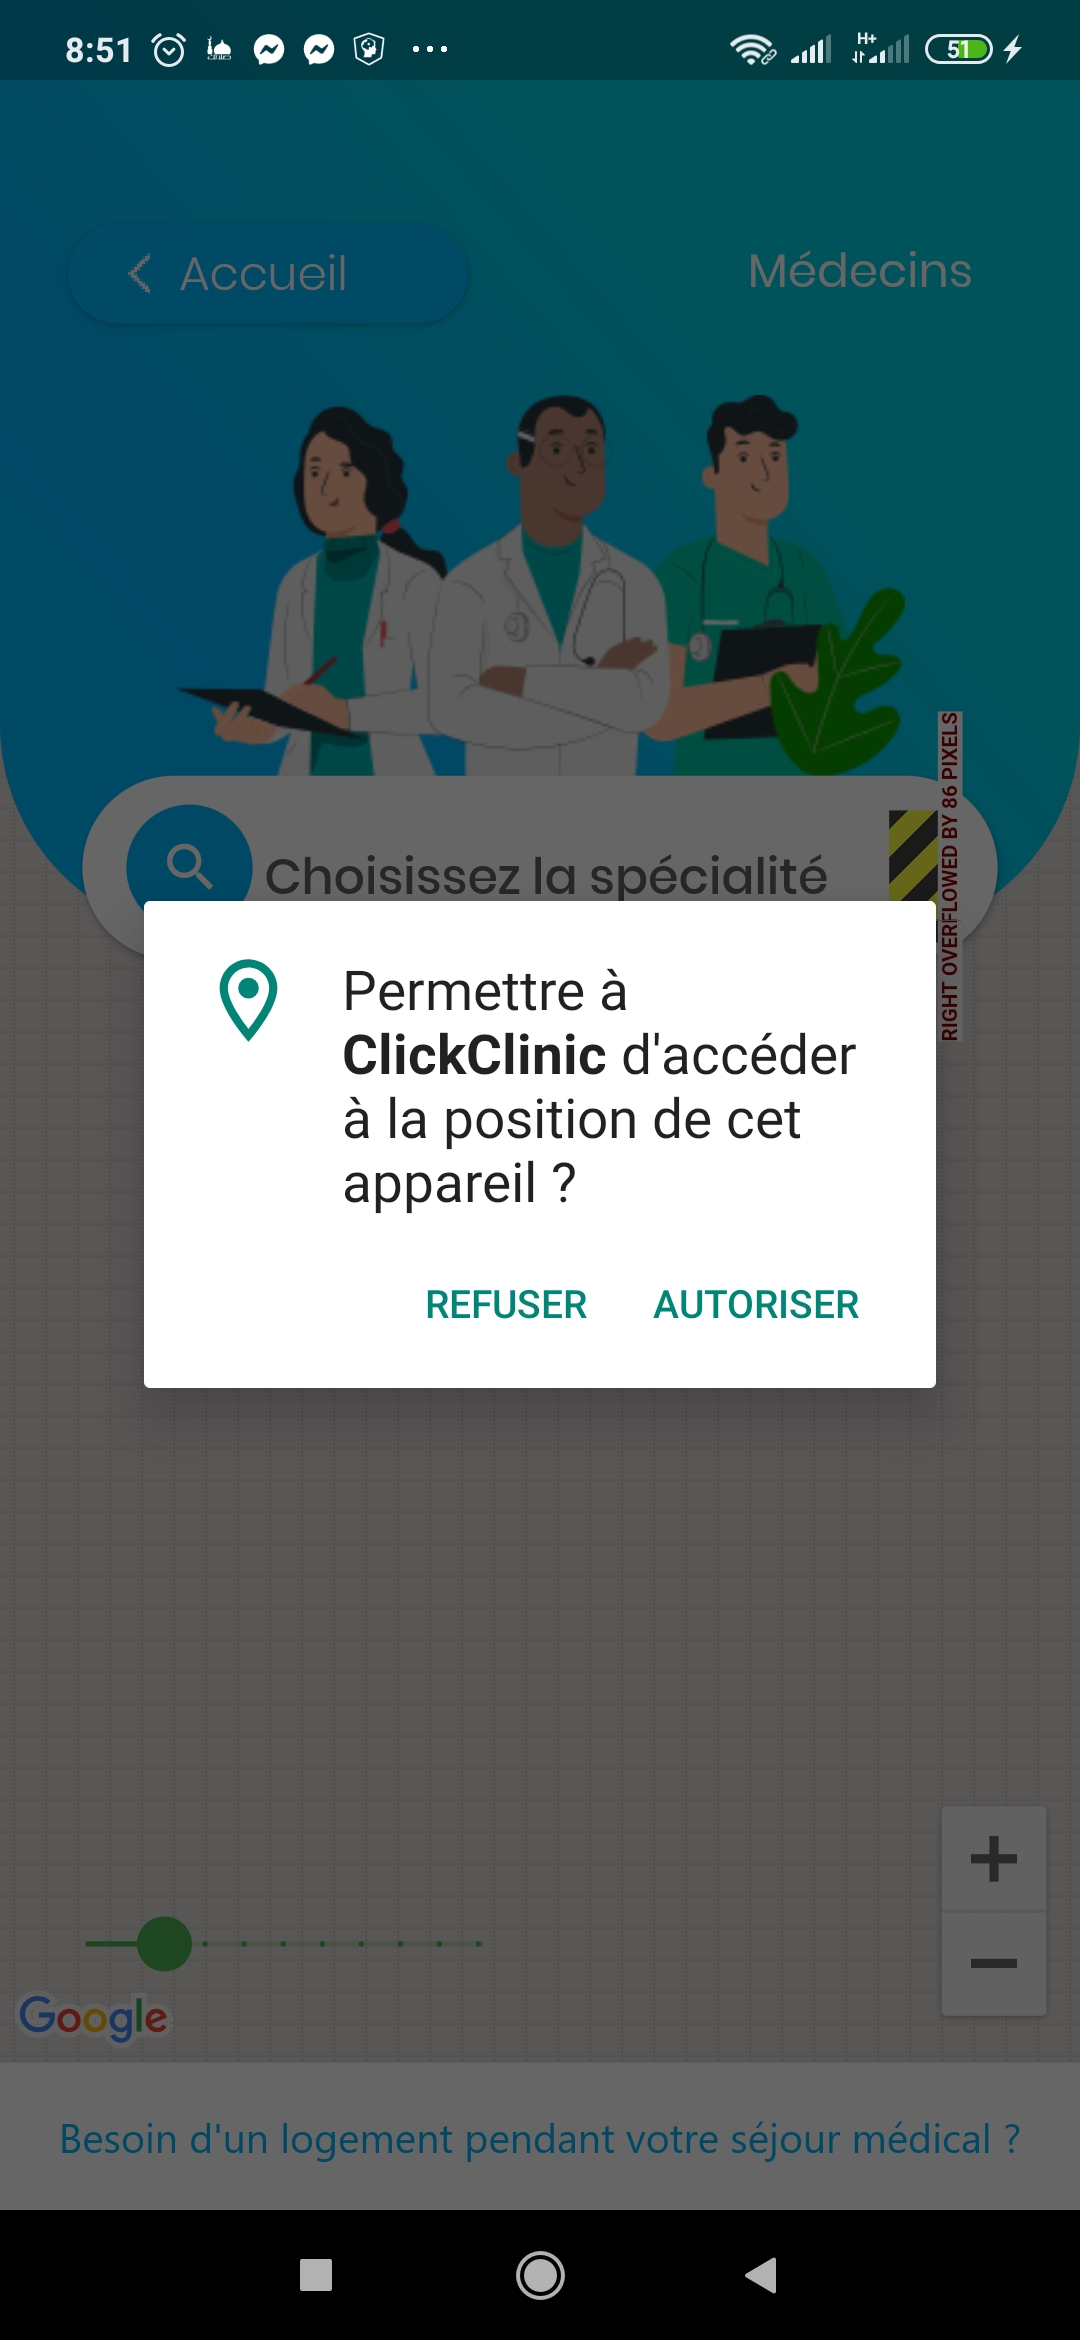 8:51
H+
51
Accueil
Médecins
RIGHT OVERFLOWED BY 86 PIXELS
Choisissez la spécialité
Permettre à
ClickClinic d'accéder
à la position de cet
appareil ?
REFUSER
AUTORISER
Google
Besoin d'un logement pendant votre séjour médical ?